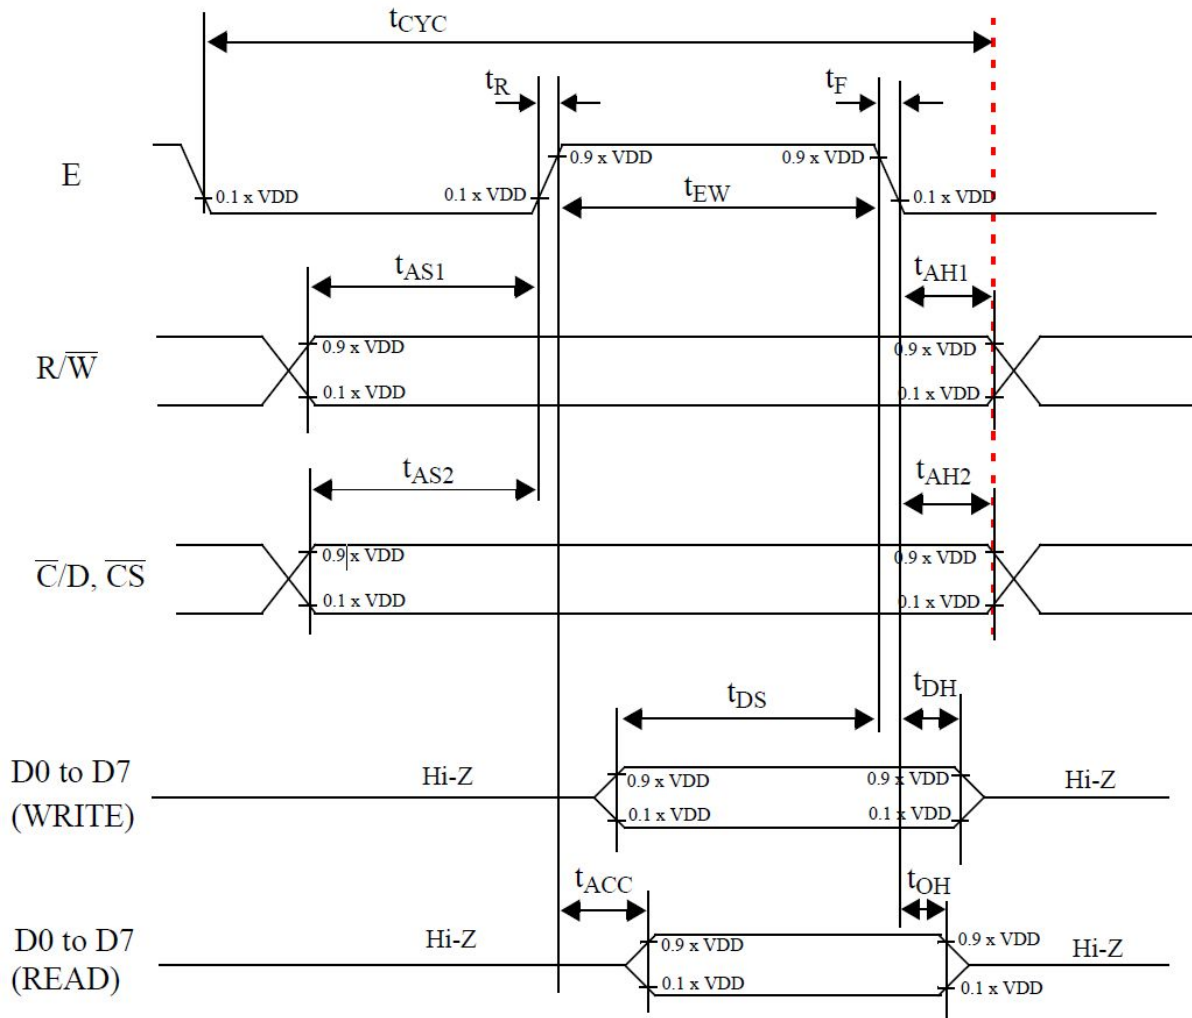 tCYC
tR
tF
E
0.9 x VDD
0.9 x VDD
0.1 x VDD
0.1 x VDD
tEW
0.1 x VDD
tAS1
tAH1
R/W̅
0.9 x VDD
0.9 x VDD
0.1 x VDD
0.1 x VDD
tAS2
tAH2
C̅/D, C̅S̅
0.9 x VDD
0.9 x VDD
0.1 x VDD
0.1 x VDD
tDS
tDH
D0 to D7
(WRITE)
Hi-Z
0.9 x VDD
0.9 x VDD
Hi-Z
0.1 x VDD
0.1 x VDD
tACC
tOH
D0 to D7
(READ)
Hi-Z
0.9 x VDD
0.9 x VDD
Hi-Z
0.1 x VDD
0.1 x VDD